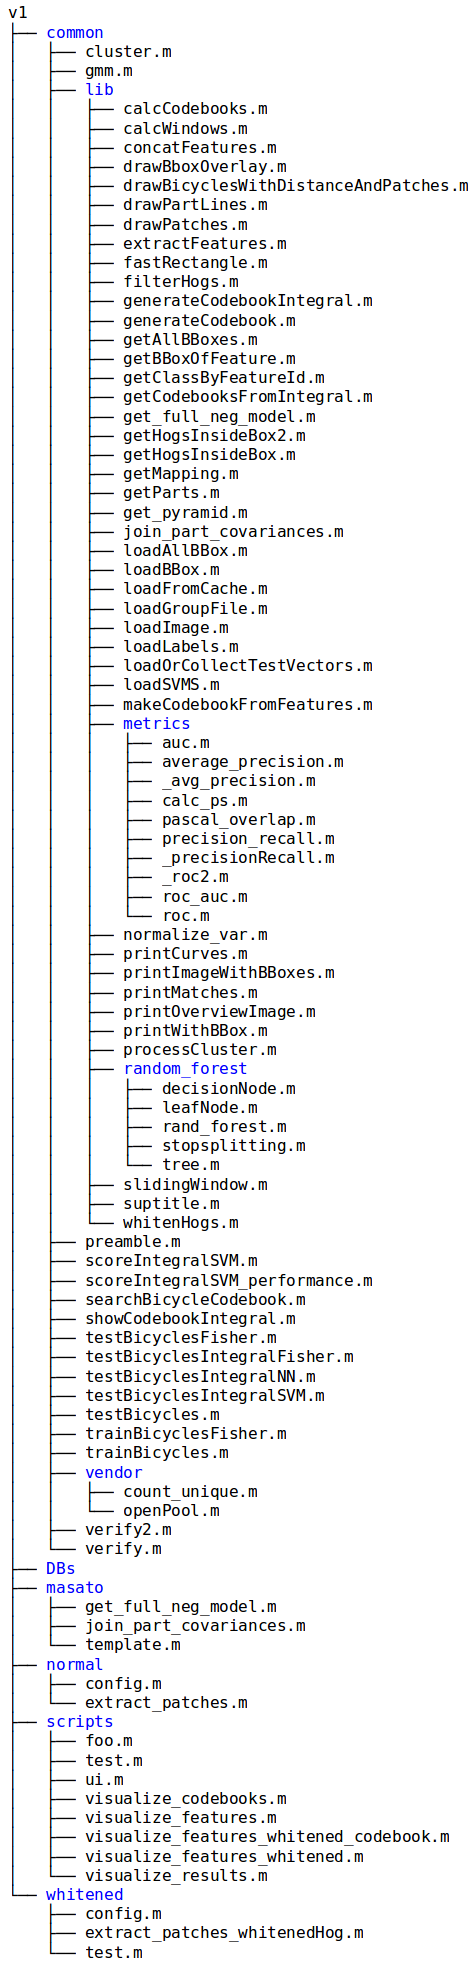 v1
├── common
│   ├── cluster.m
│   ├── gmm.m
│   ├── lib
│   │   ├── calcCodebooks.m
│   │   ├── calcWindows.m
│   │   ├── concatFeatures.m
│   │   ├── drawBboxOverlay.m
│   │   ├── drawBicyclesWithDistanceAndPatches.m
│   │   ├── drawPartLines.m
│   │   ├── drawPatches.m
│   │   ├── extractFeatures.m
│   │   ├── fastRectangle.m
│   │   ├── filterHogs.m
│   │   ├── generateCodebookIntegral.m
│   │   ├── generateCodebook.m
│   │   ├── getAllBBoxes.m
│   │   ├── getBBoxOfFeature.m
│   │   ├── getClassByFeatureId.m
│   │   ├── getCodebooksFromIntegral.m
│   │   ├── get_full_neg_model.m
│   │   ├── getHogsInsideBox2.m
│   │   ├── getHogsInsideBox.m
│   │   ├── getMapping.m
│   │   ├── getParts.m
│   │   ├── get_pyramid.m
│   │   ├── join_part_covariances.m
│   │   ├── loadAllBBox.m
│   │   ├── loadBBox.m
│   │   ├── loadFromCache.m
│   │   ├── loadGroupFile.m
│   │   ├── loadImage.m
│   │   ├── loadLabels.m
│   │   ├── loadOrCollectTestVectors.m
│   │   ├── loadSVMS.m
│   │   ├── makeCodebookFromFeatures.m
│   │   ├── metrics
│   │   │   ├── auc.m
│   │   │   ├── average_precision.m
│   │   │   ├── _avg_precision.m
│   │   │   ├── calc_ps.m
│   │   │   ├── pascal_overlap.m
│   │   │   ├── precision_recall.m
│   │   │   ├── _precisionRecall.m
│   │   │   ├── _roc2.m
│   │   │   ├── roc_auc.m
│   │   │   └── roc.m
│   │   ├── normalize_var.m
│   │   ├── printCurves.m
│   │   ├── printImageWithBBoxes.m
│   │   ├── printMatches.m
│   │   ├── printOverviewImage.m
│   │   ├── printWithBBox.m
│   │   ├── processCluster.m
│   │   ├── random_forest
│   │   │   ├── decisionNode.m
│   │   │   ├── leafNode.m
│   │   │   ├── rand_forest.m
│   │   │   ├── stopsplitting.m
│   │   │   └── tree.m
│   │   ├── slidingWindow.m
│   │   ├── suptitle.m
│   │   └── whitenHogs.m
│   ├── preamble.m
│   ├── scoreIntegralSVM.m
│   ├── scoreIntegralSVM_performance.m
│   ├── searchBicycleCodebook.m
│   ├── showCodebookIntegral.m
│   ├── testBicyclesFisher.m
│   ├── testBicyclesIntegralFisher.m
│   ├── testBicyclesIntegralNN.m
│   ├── testBicyclesIntegralSVM.m
│   ├── testBicycles.m
│   ├── trainBicyclesFisher.m
│   ├── trainBicycles.m
│   ├── vendor
│   │   ├── count_unique.m
│   │   └── openPool.m
│   ├── verify2.m
│   └── verify.m
├── DBs
├── masato
│   ├── get_full_neg_model.m
│   ├── join_part_covariances.m
│   └── template.m
├── normal
│   ├── config.m
│   └── extract_patches.m
├── scripts
│   ├── foo.m
│   ├── test.m
│   ├── ui.m
│   ├── visualize_codebooks.m
│   ├── visualize_features.m
│   ├── visualize_features_whitened_codebook.m
│   ├── visualize_features_whitened.m
│   └── visualize_results.m
└── whitened
    ├── config.m
    ├── extract_patches_whitenedHog.m
    └── test.m